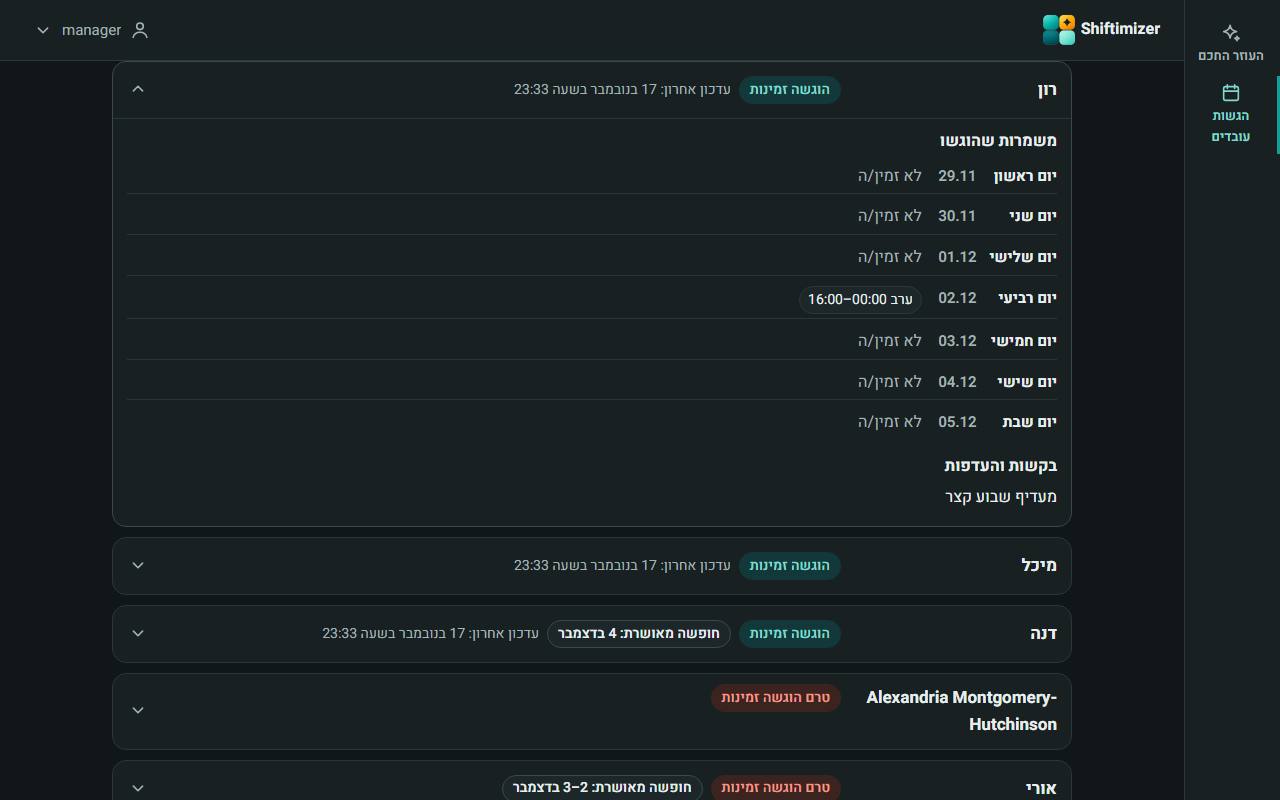 Shiftimizer
manager
העוזר החכם
הגשות
עובדים
רון הוגשה זמינות עדכון אחרון: 17 בנובמבר בשעה 23:33
משמרות שהוגשו
יום ראשון 29.11 לא זמין/ה
יום שני 30.11 לא זמין/ה
יום שלישי 01.12 לא זמין/ה
יום רביעי 02.12 ערב 16:00–00:00
יום חמישי 03.12 לא זמין/ה
יום שישי 04.12 לא זמין/ה
יום שבת 05.12 לא זמין/ה
בקשות והעדפות
מעדיף שבוע קצר
מיכל הוגשה זמינות עדכון אחרון: 17 בנובמבר בשעה 23:33
דנה הוגשה זמינות חופשה מאושרת: 4 בדצמבר עדכון אחרון: 17 בנובמבר בשעה 23:33
Alexandria Montgomery- טרם הוגשה זמינות
Hutchinson
אורי טרם הוגשה זמינות חופשה מאושרת: 2–3 בדצמבר